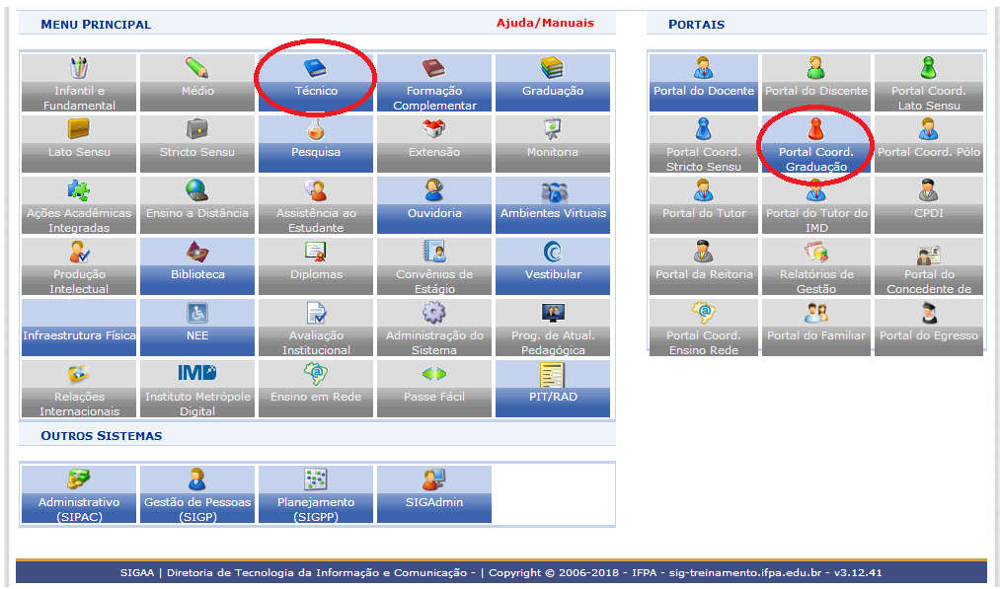 MENU PRINCIPAL
Ajuda/Manuais
Infantil e
Fundamental
Médio
Técnico
Formação
Complementar
Graduação
Lato Sensu
Stricto Sensu
Pesquisa
Extensão
Monitoria
Ações Acadêmicas
Integradas
Ensino a Distância
Assistência ao
Estudante
Ouvidoria
Ambientes Virtuais
Produção
Intelectual
Biblioteca
Diplomas
Convênios de
Estágio
Vestibular
Infraestrutura Física
NEE
Avaliação
Institucional
Administração do
Sistema
Prog. de Atual.
Pedagógica
Relações
Internacionais
IMD
Instituto Metrópole
Digital
Ensino em Rede
Passe Fácil
PIT/RAD
OUTROS SISTEMAS
Administrativo
(SIPAC)
Gestão de Pessoas
(SIGP)
Planejamento
(SIGPP)
SIGAdmin
PORTAIS
Portal do Docente
Portal do Discente
Portal Coord.
Lato Sensu
Portal Coord.
Stricto Sensu
Portal Coord.
Graduação
Portal Coord. Pólo
Portal do Tutor
Portal do Tutor do
IMD
CPDI
Portal da Reitoria
Relatórios de
Gestão
Portal do
Concedente de
Portal Coord.
Ensino Rede
Portal do Familiar
Portal do Egresso
SIGAA | Diretoria de Tecnologia da Informação e Comunicação - | Copyright © 2006-2018 - IFPA - sig-treinamento.ifpa.edu.br - v3.12.41